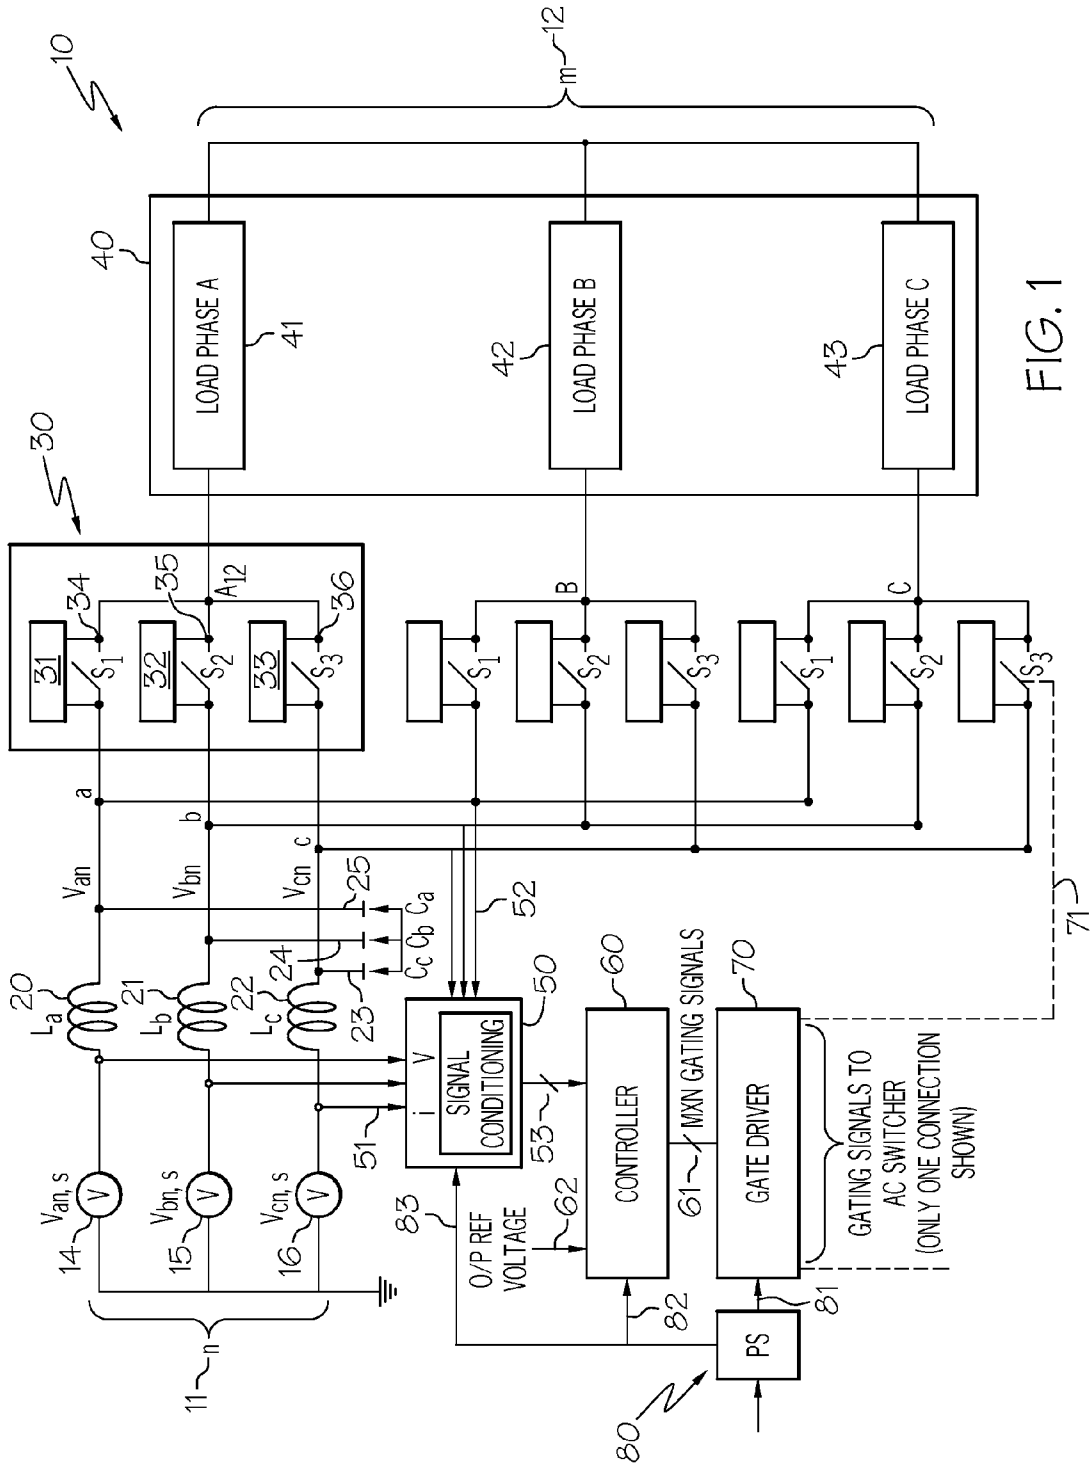 10
m~12
40
LOAD PHASE A
41
LOAD PHASE B
42
LOAD PHASE C
43
FIG. 1
30
31
34
S1
32
35
S2
A12
33
36
S3
S1
S2
S3
B
S1
S2
S3
C
a
b
c
Van
Vbn
Vcn
25
24
23
Ca
Cb
Cc
20
La
21
Lb
22
Lc
52
71
50
V
i
SIGNAL
CONDITIONING
51
53
60
CONTROLLER
MXN GATING SIGNALS
61
70
GATE DRIVER
GATING SIGNALS TO
AC SWITCHER
(ONLY ONE CONNECTION
SHOWN)
Van, s
V
14
Vbn, s
V
15
Vcn, s
V
16
11~n
83
O/P REF
VOLTAGE
62
82
81
PS
80